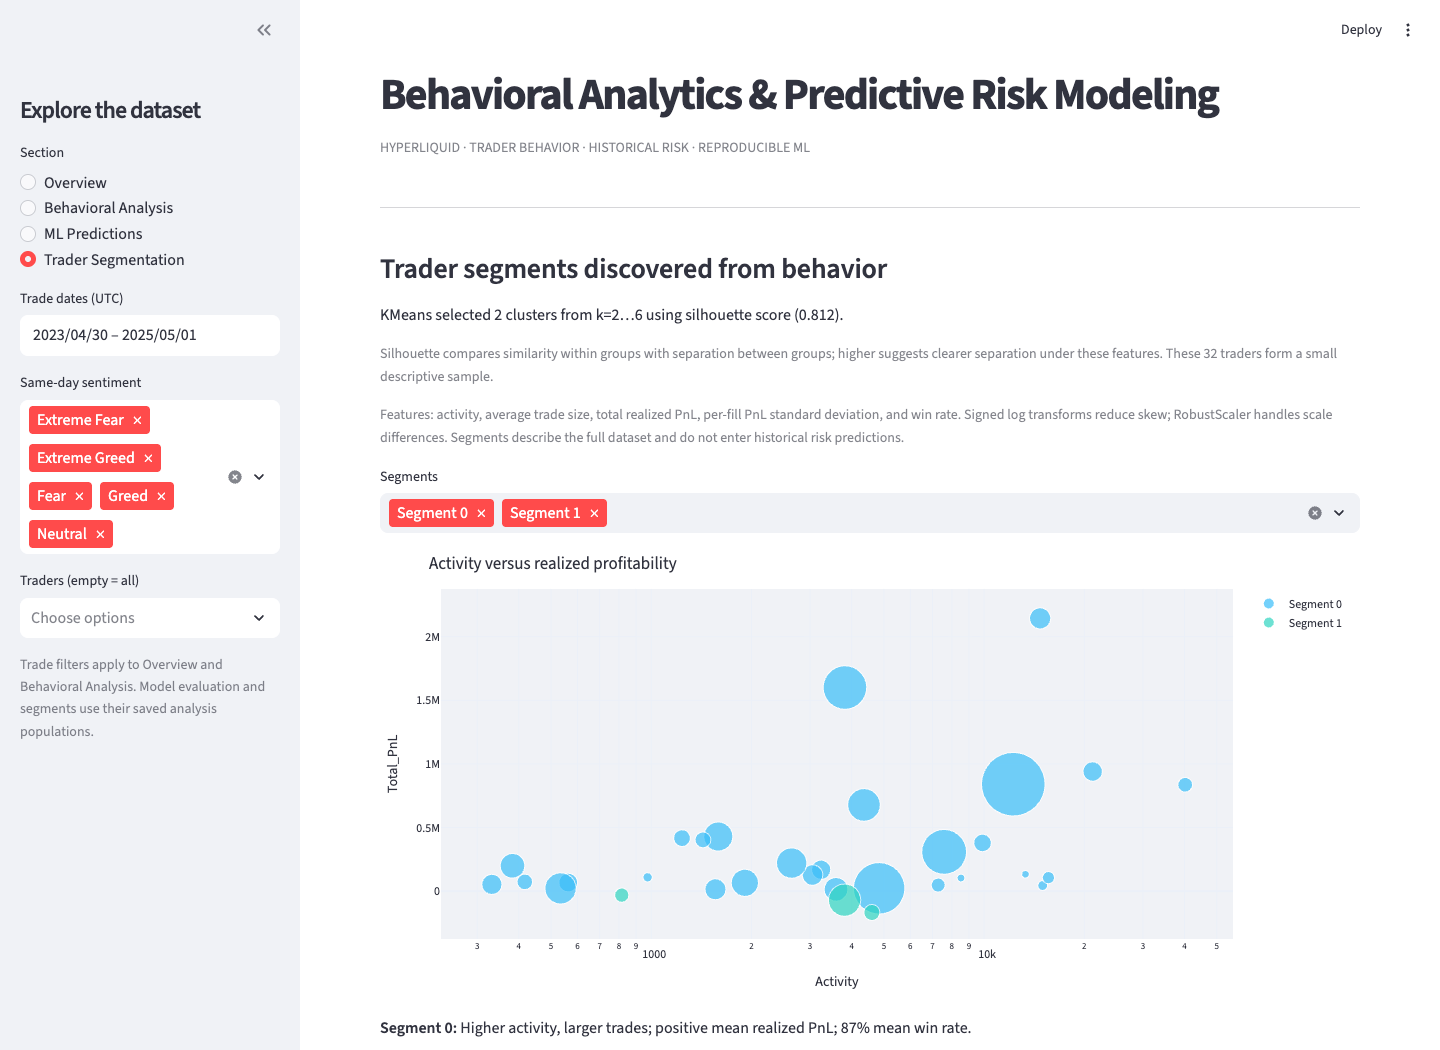 Deploy
Explore the dataset
Section
Overview
Behavioral Analysis
ML Predictions
Trader Segmentation
Trade dates (UTC)
2023/04/30 – 2025/05/01
Same-day sentiment
Extreme Fear
Extreme Greed
Fear Greed
Neutral
Traders (empty = all)
Choose options
Trade filters apply to Overview and
Behavioral Analysis. Model evaluation and
segments use their saved analysis
populations.
Behavioral Analytics & Predictive Risk Modeling
HYPERLIQUID · TRADER BEHAVIOR · HISTORICAL RISK · REPRODUCIBLE ML
Trader segments discovered from behavior
KMeans selected 2 clusters from k=2…6 using silhouette score (0.812).
Silhouette compares similarity within groups with separation between groups; higher suggests clearer separation under these features. These 32 traders form a small
descriptive sample.
Features: activity, average trade size, total realized PnL, per-fill PnL standard deviation, and win rate. Signed log transforms reduce skew; RobustScaler handles scale
differences. Segments describe the full dataset and do not enter historical risk predictions.
Segments
Segment 0 Segment 1
Activity versus realized profitability
Segment 0
Segment 1
2M
1.5M
1M
0.5M
0
Total_PnL
3 4 5 6 7 8 9 1000 2 3 4 5 6 7 8 9 10k 2 3 4 5
Activity
Segment 0: Higher activity, larger trades; positive mean realized PnL; 87% mean win rate.